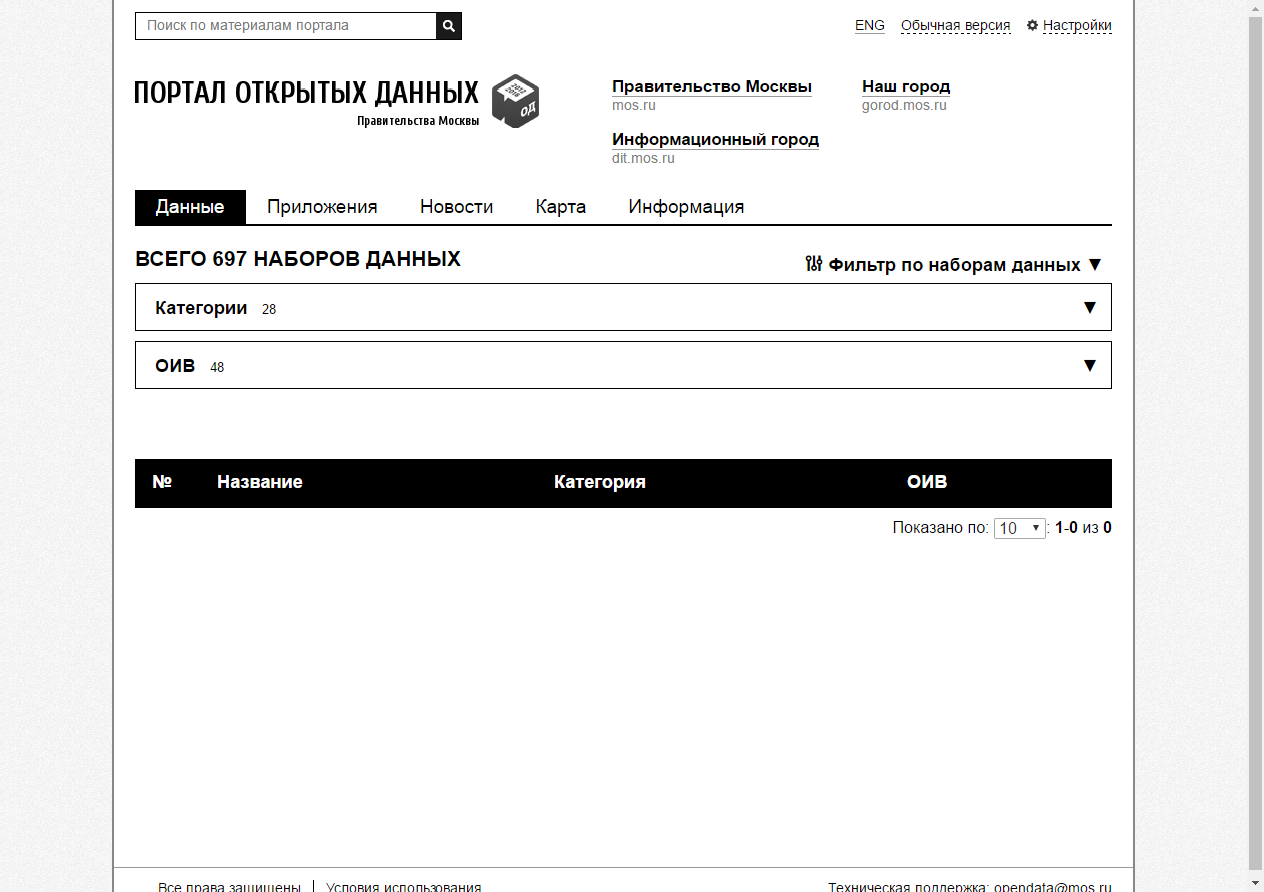 Поиск по материалам портала
ENG Обычная версия Настройки
ПОРТАЛ ОТКРЫТЫХ ДАННЫХ
Правительства Москвы
ОД
Правительство Москвы
mos.ru
Наш город
gorod.mos.ru
Информационный город
dit.mos.ru
Данные Приложения Новости Карта Информация
ВСЕГО 697 НАБОРОВ ДАННЫХ
Фильтр по наборам данных ▼
Категории 28 ▼
ОИВ 48 ▼
№ Название Категория ОИВ
Показано по: 10 ▼ : 1-0 из 0
Все права защищены | Условия использования
Техническая поддержка: opendata@mos.ru